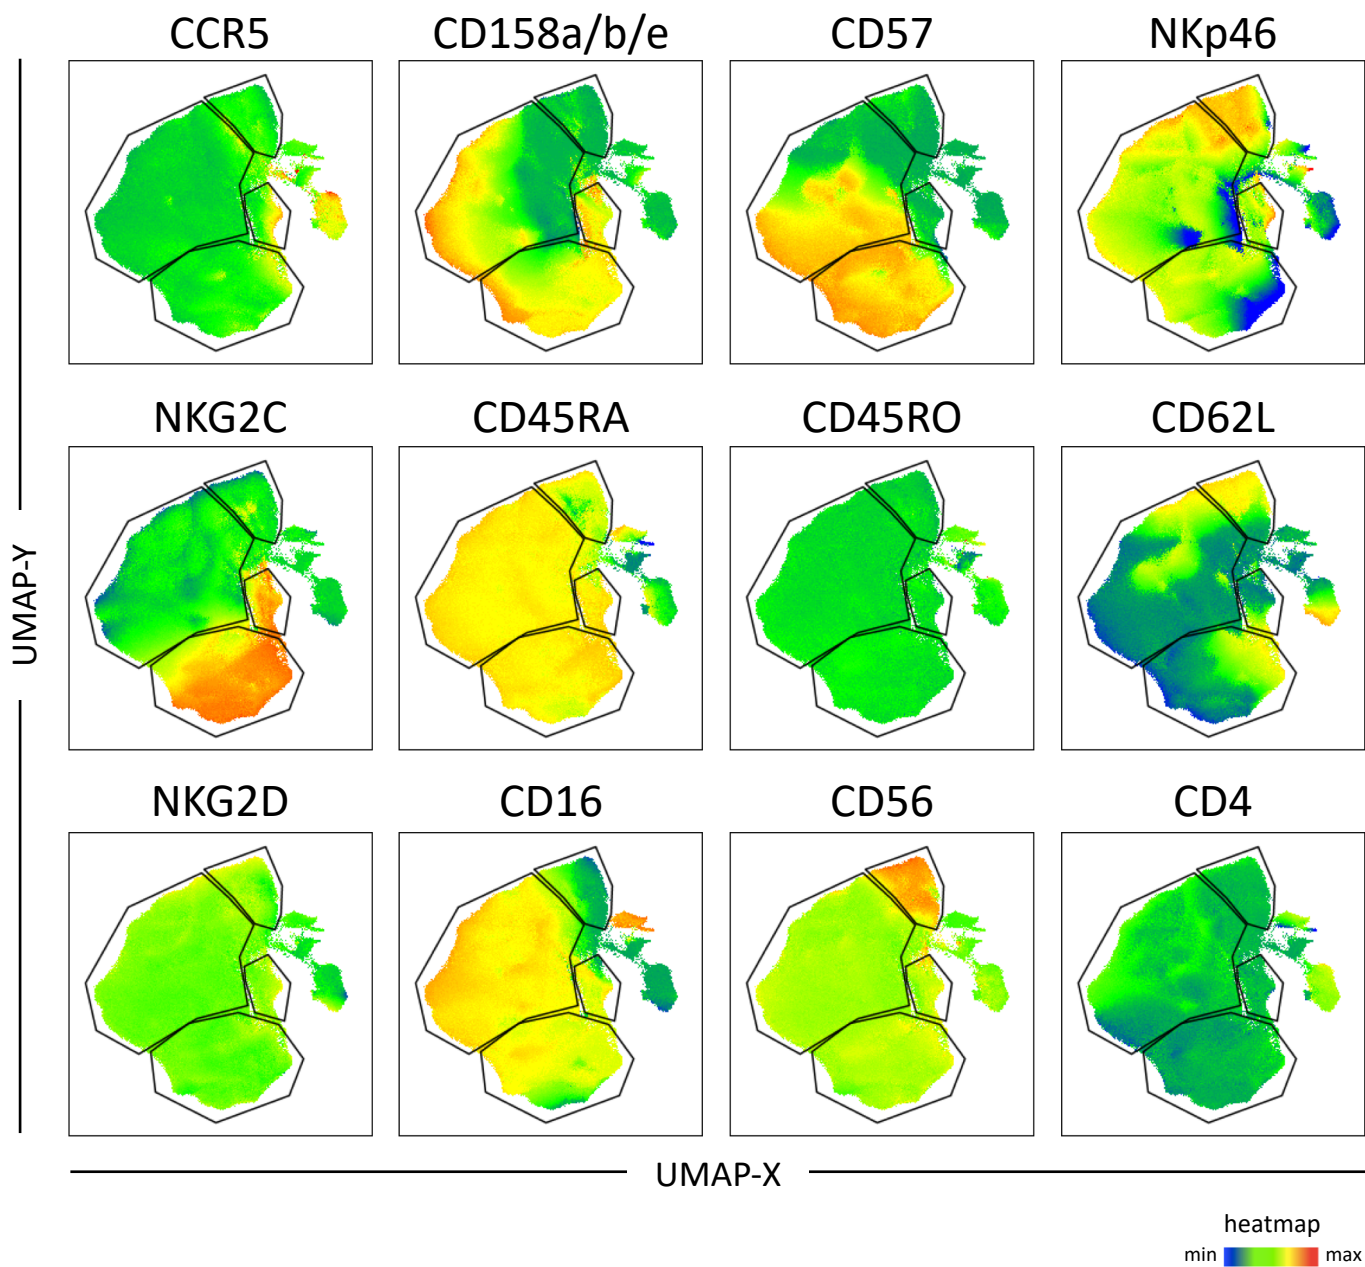 CCR5 CD158a/b/e CD57 NKp46
NKG2C CD45RA CD45RO CD62L
UMAP-Y
NKG2D CD16 CD56 CD4
UMAP-X
heatmap
min max